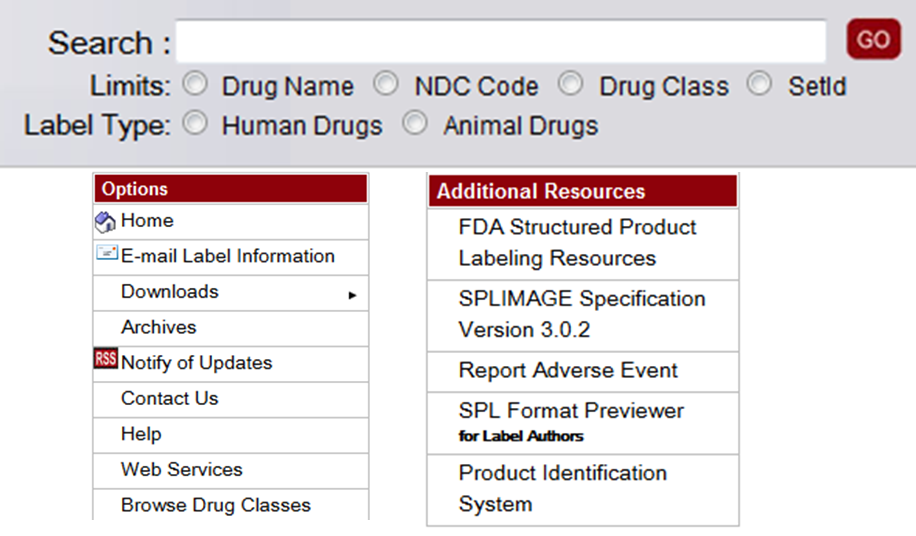 Search :
GO
Limits: Drug Name NDC Code Drug Class SetId
Label Type: Human Drugs Animal Drugs
Options
Home
E-mail Label Information
Downloads
Archives
RSS Notify of Updates
Contact Us
Help
Web Services
Browse Drug Classes
Additional Resources
FDA Structured Product
Labeling Resources
SPLIMAGE Specification
Version 3.0.2
Report Adverse Event
SPL Format Previewer
for Label Authors
Product Identification
System